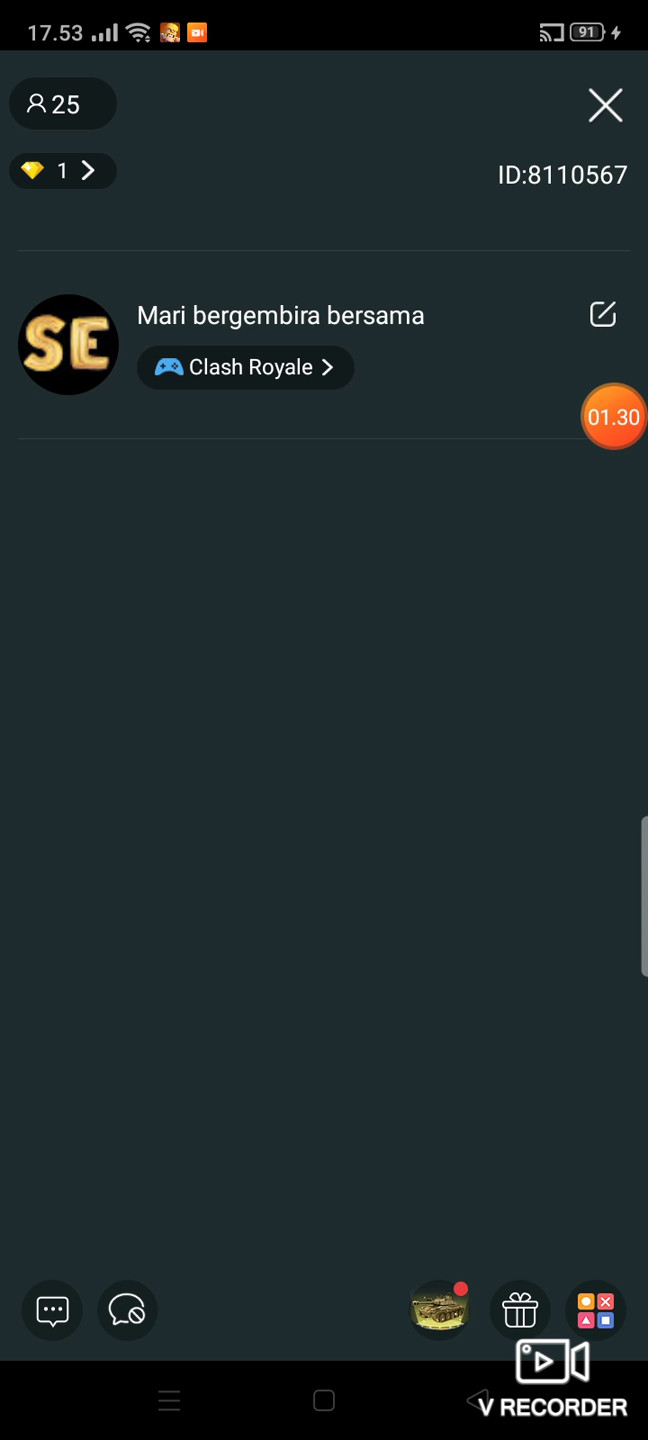 17.53
91
25
1
ID:8110567
SE
Mari bergembira bersama
Clash Royale
01.30
V RECORDER